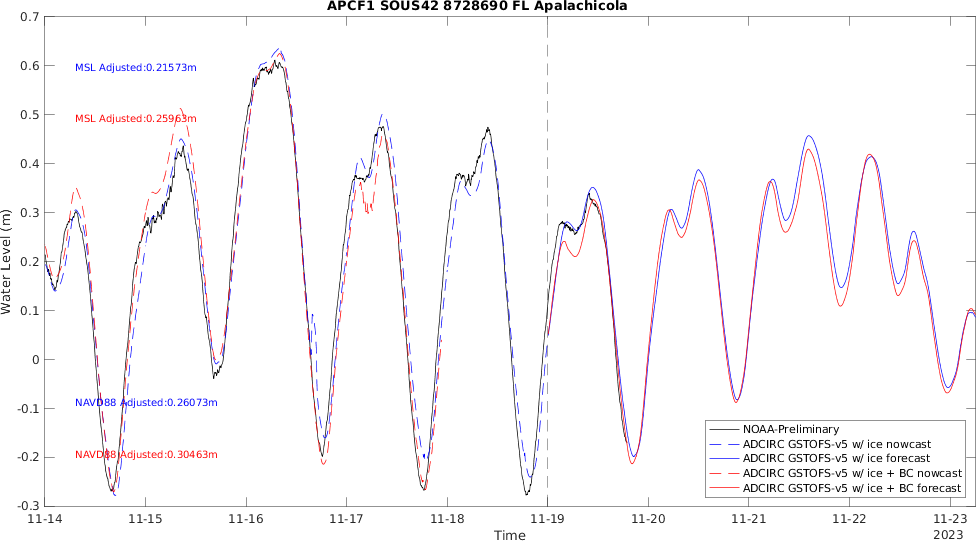 APCF1 SOUS42 8728690 FL Apalachicola
0.7
0.6
0.5
0.4
0.3
0.2
0.1
0
-0.1
-0.2
-0.3
Water Level (m)
MSL Adjusted:0.21573m
MSL Adjusted:0.25963m
NAVD88 Adjusted:0.26073m
NAVD88 Adjusted:0.30463m
NOAA-Preliminary
ADCIRC GSTOFS-v5 w/ ice nowcast
ADCIRC GSTOFS-v5 w/ ice forecast
ADCIRC GSTOFS-v5 w/ ice + BC nowcast
ADCIRC GSTOFS-v5 w/ ice + BC forecast
11-14 11-15 11-16 11-17 11-18 11-19 11-20 11-21 11-22 11-23
Time 2023